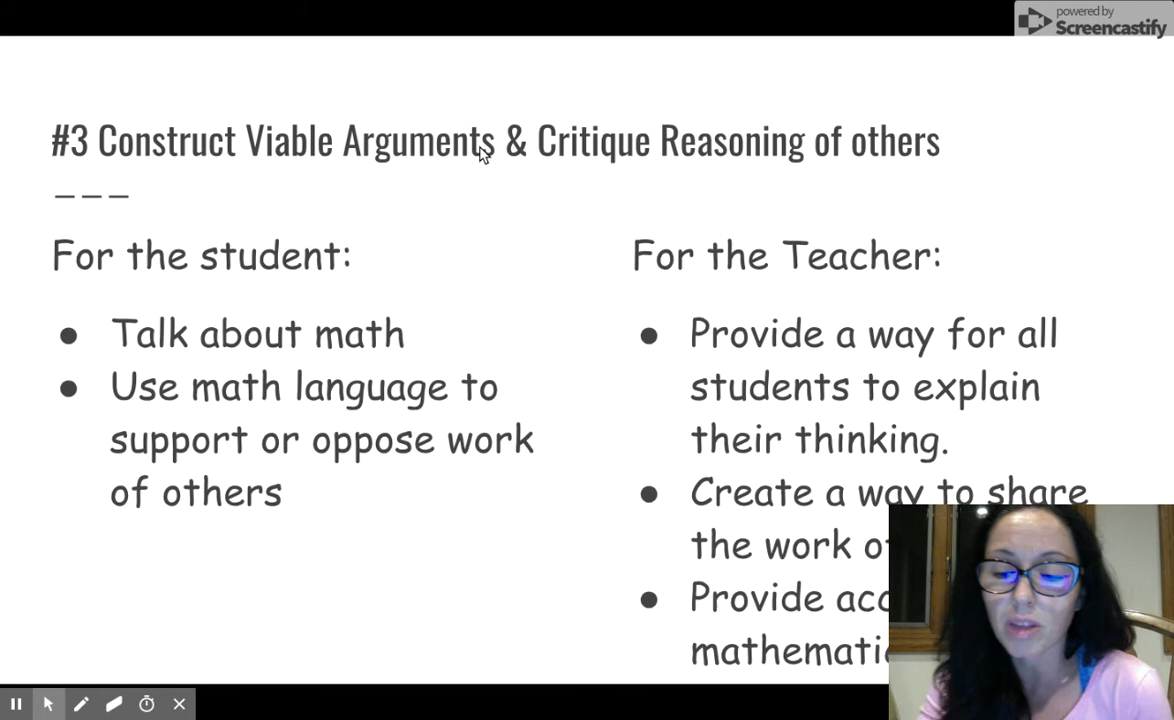 powered by
Screencastify
#3 Construct Viable Arguments & Critique Reasoning of others
For the student:
Talk about math
Use math language to
support or oppose work
of others
For the Teacher:
Provide a way for all
students to explain
their thinking.
Create a way to share
the work
Provide